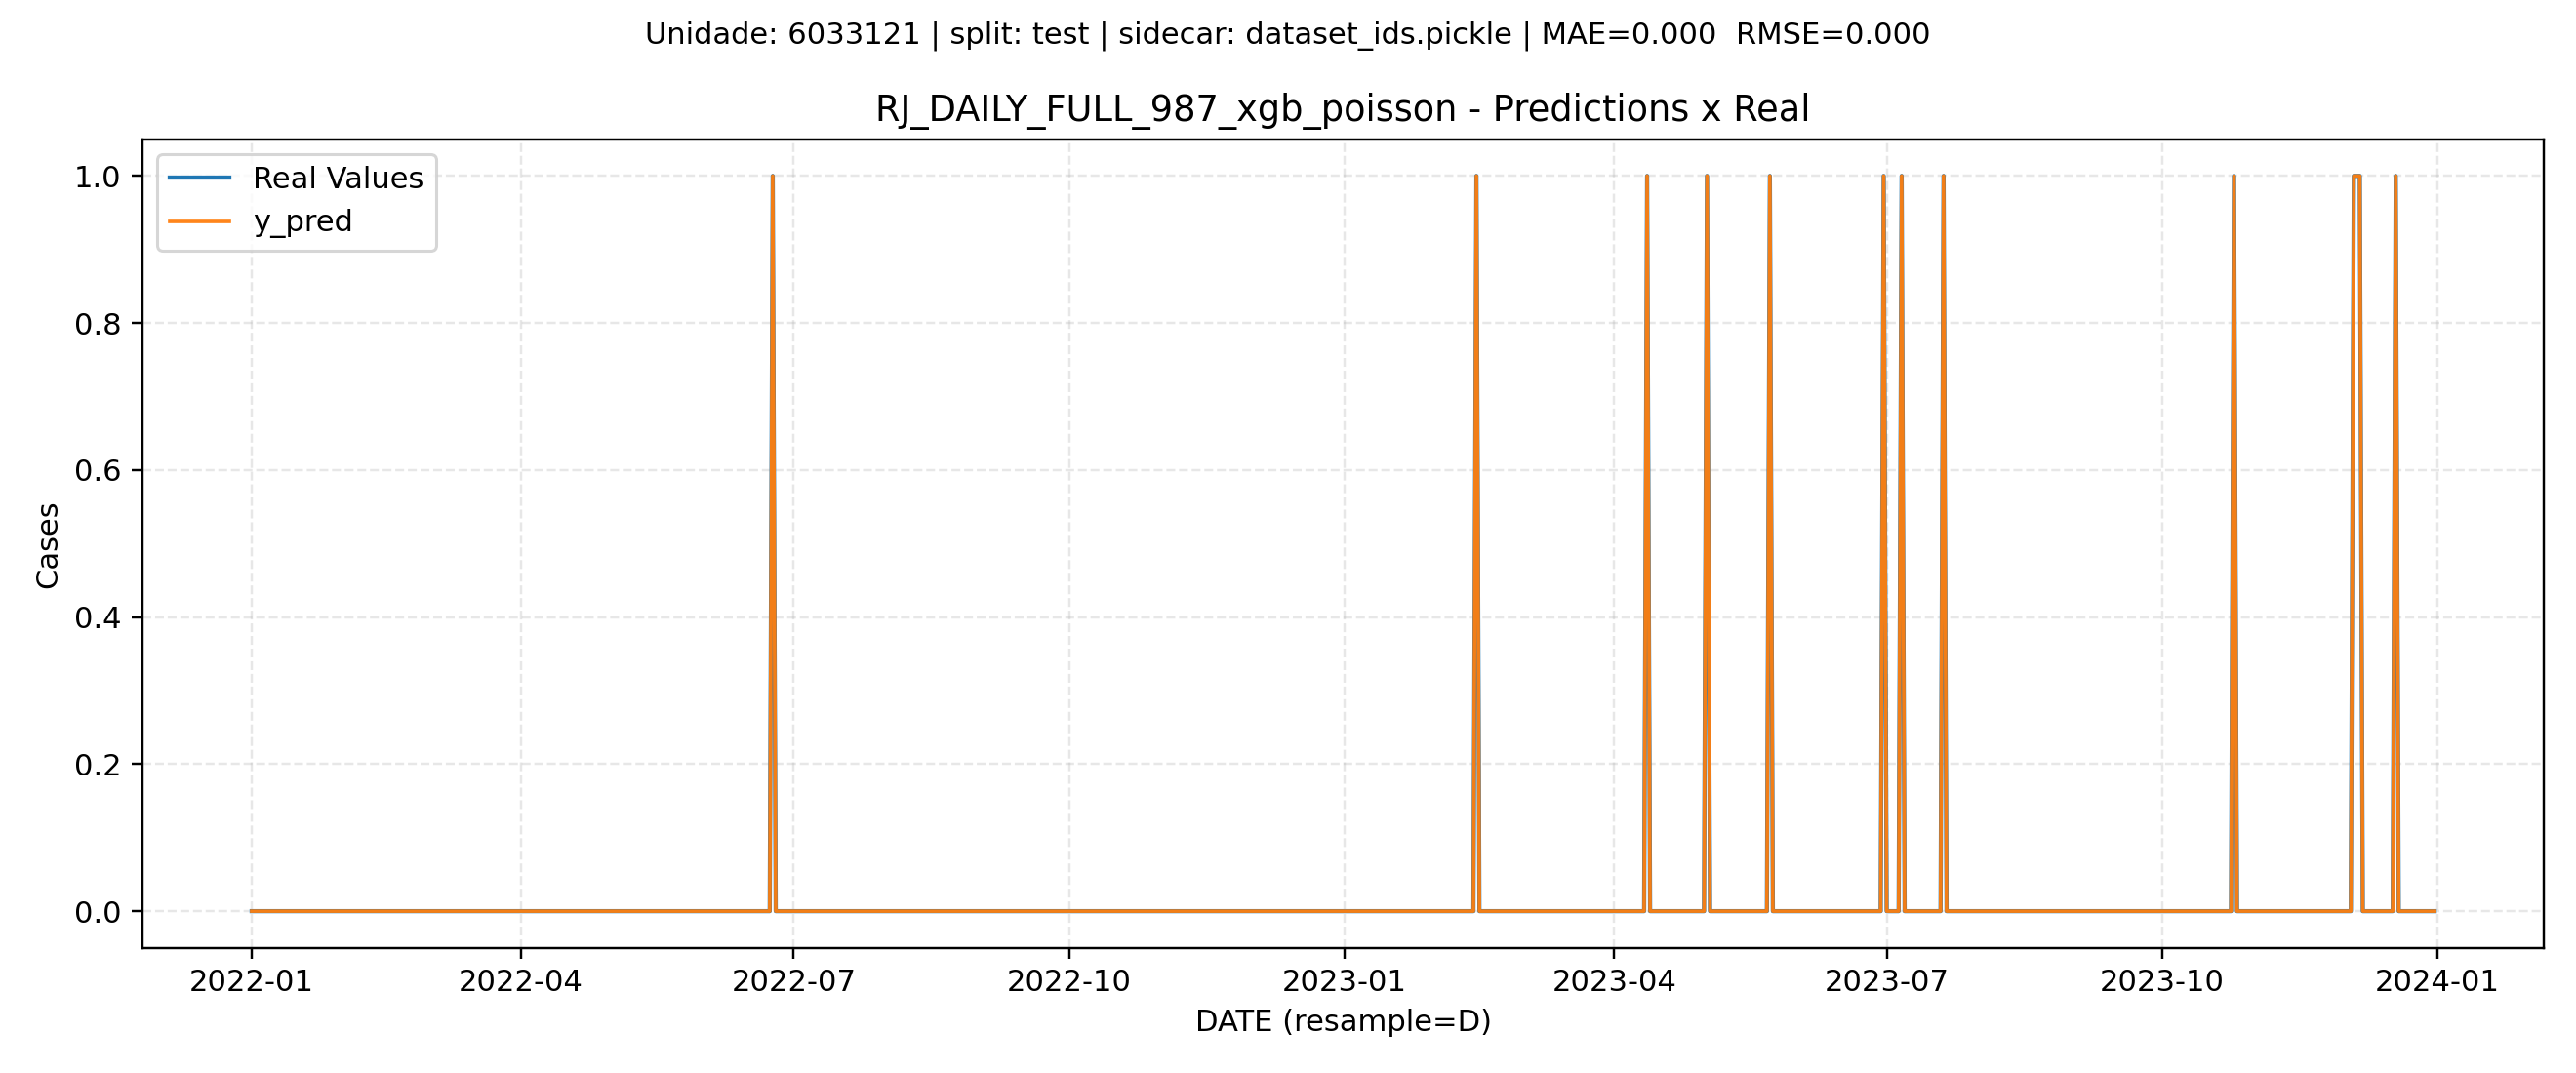 Unidade: 6033121 | split: test | sidecar: dataset_ids.pickle | MAE=0.000  RMSE=0.000
RJ_DAILY_FULL_987_xgb_poisson - Predictions x Real
Real Values
y_pred
1.0
0.8
0.6
0.4
0.2
0.0
Cases
2022-01 2022-04 2022-07 2022-10 2023-01 2023-04 2023-07 2023-10 2024-01
DATE (resample=D)